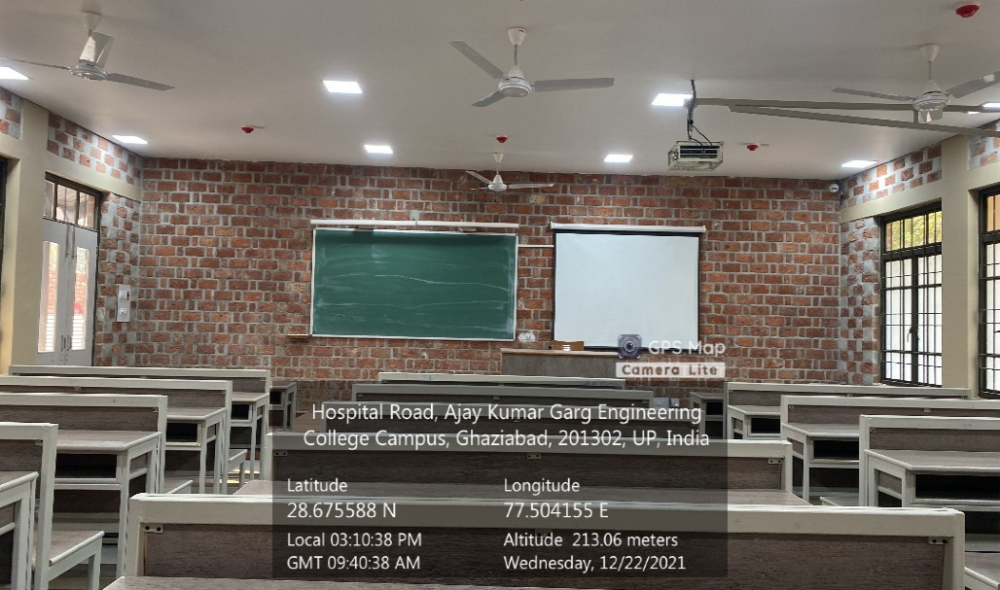 GPS Map
Camera Lite
Hospital Road, Ajay Kumar Garg Engineering
College Campus, Ghaziabad, 201302, UP, India
Latitude
Longitude
28.675588 N
77.504155 E
Local 03:10:38 PM
Altitude 213.06 meters
GMT 09:40:38 AM
Wednesday, 12/22/2021